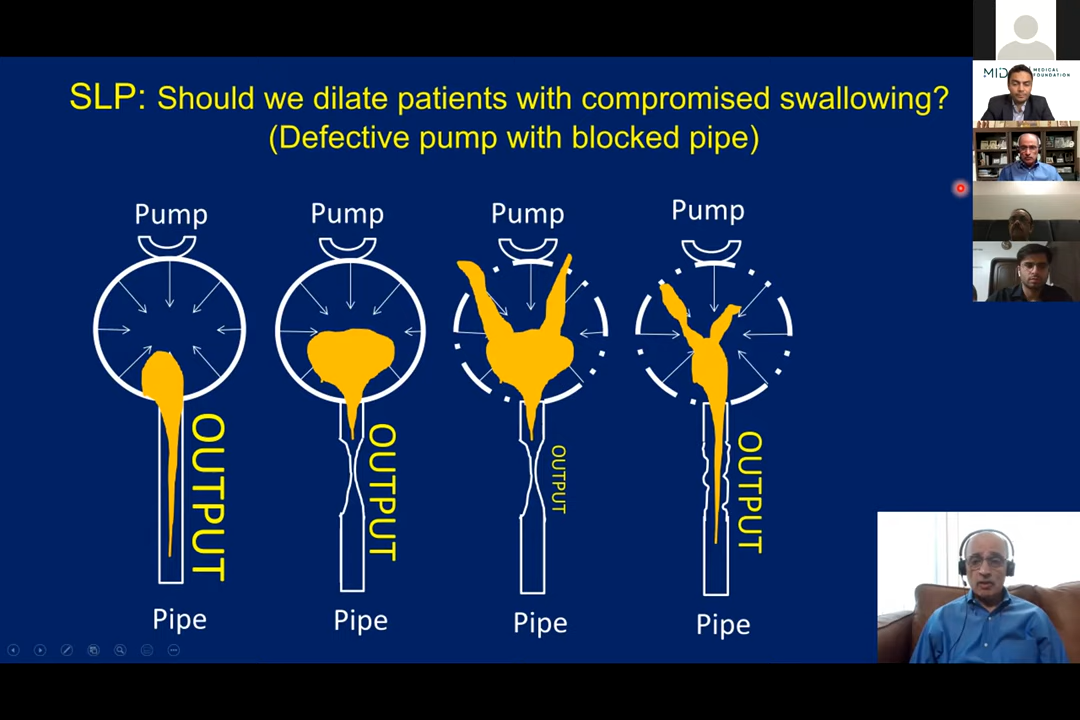 SLP: Should we dilate patients with compromised swallowing?
(Defective pump with blocked pipe)
MID
MEDICAL
FOUNDATION
Pump
Pump
Pump
Pump
OUTPUT
OUTPUT
OUTPUT
OUTPUT
Pipe
Pipe
Pipe
Pipe